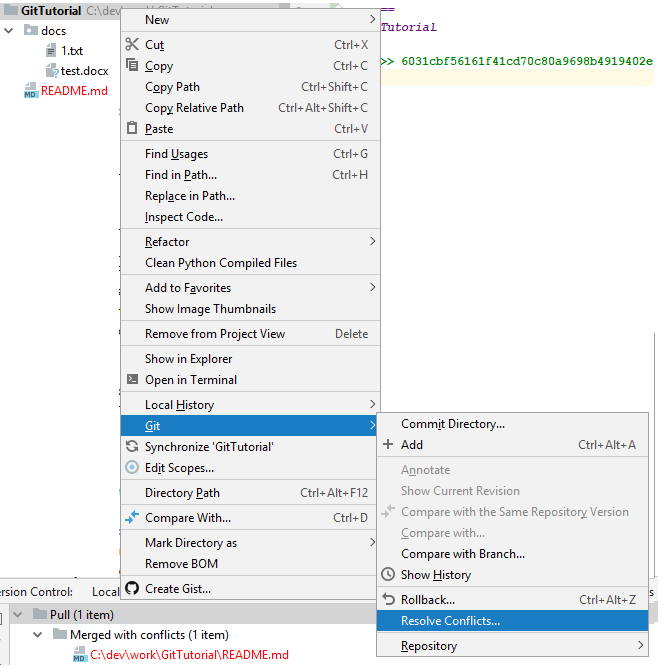 GitTutorial
docs
1.txt
test.docx
README.md
==
Tutorial
>> 6031cbf56161f41cd70c80a9698b4919402e
New
Cut Ctrl+X
Copy Ctrl+C
Copy Path Ctrl+Shift+C
Copy Relative Path Ctrl+Alt+Shift+C
Paste Ctrl+V
Find Usages Ctrl+G
Find in Path... Ctrl+H
Replace in Path...
Inspect Code...
Refactor
Clean Python Compiled Files
Add to Favorites
Show Image Thumbnails
Remove from Project View Delete
Show in Explorer
Open in Terminal
Local History
Git
Synchronize 'GitTutorial'
Edit Scopes...
Directory Path Ctrl+Alt+F12
Compare With... Ctrl+D
Mark Directory as
Remove BOM
Create Gist...
Commit Directory...
Add Ctrl+Alt+A
Annotate
Show Current Revision
Compare with the Same Repository Version
Compare with...
Compare with Branch...
Show History
Rollback... Ctrl+Alt+Z
Resolve Conflicts...
Repository
ersion Control: Local
Pull (1 item)
Merged with conflicts (1 item)
C:\dev\work\GitTutorial\README.md